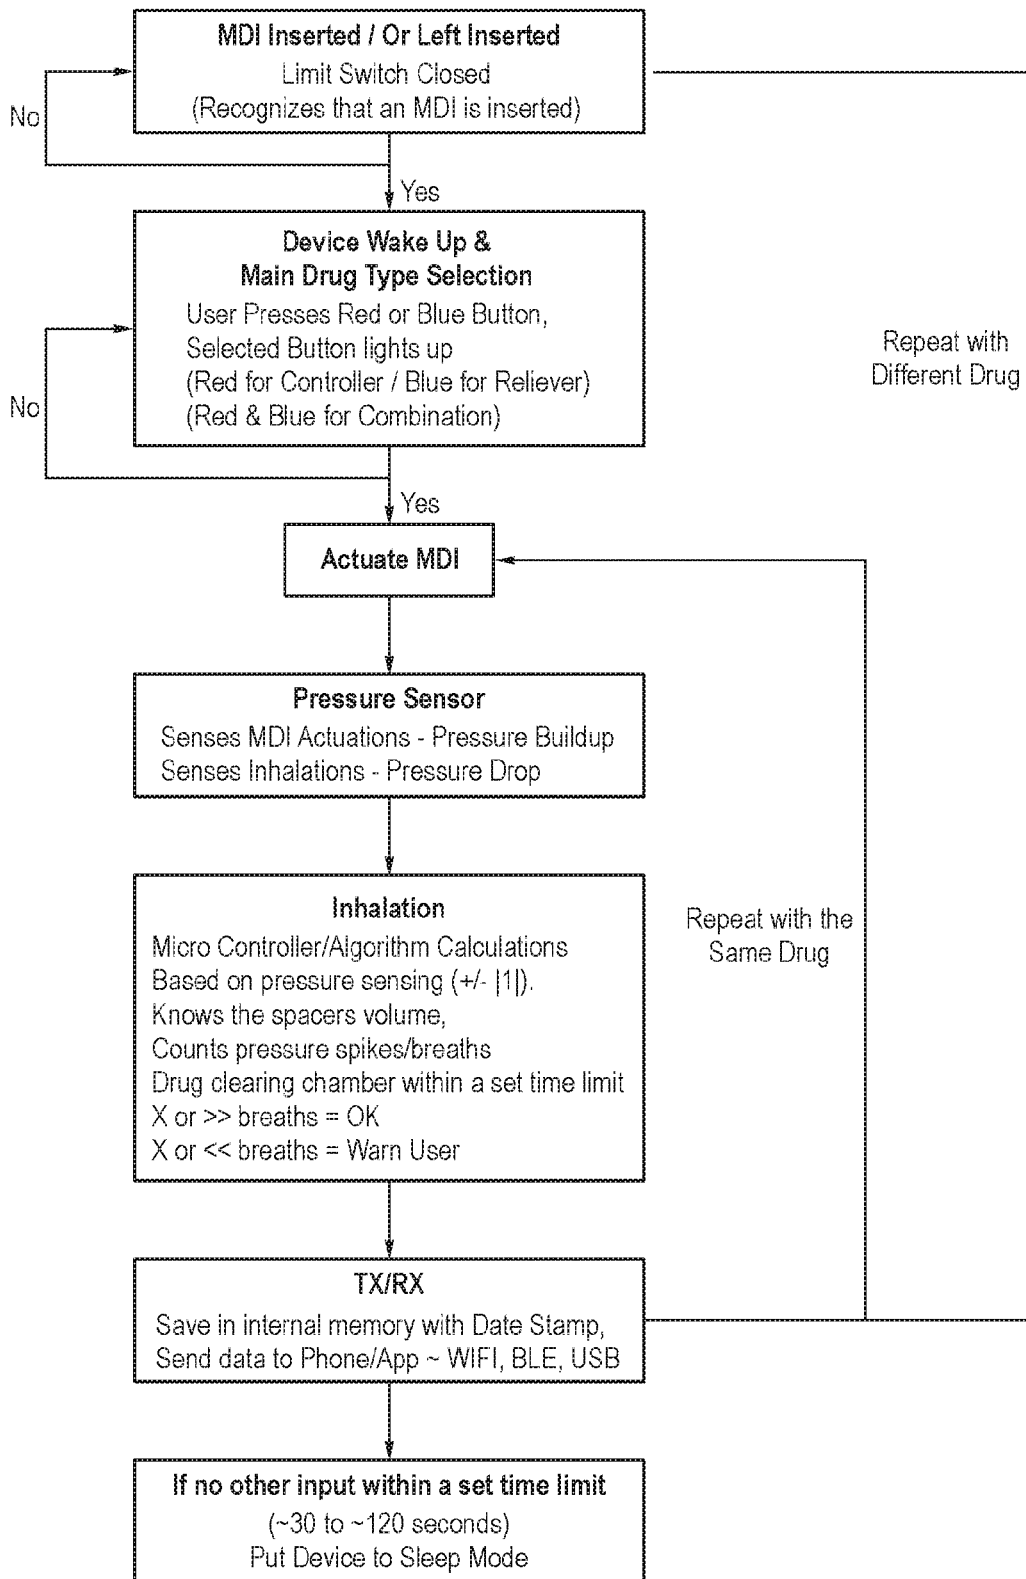 MDI Inserted / Or Left Inserted
Limit Switch Closed
(Recognizes that an MDI is inserted)
No
Yes
Device Wake Up &
Main Drug Type Selection
User Presses Red or Blue Button,
Selected Button lights up
(Red for Controller / Blue for Reliever)
(Red & Blue for Combination)
No
Repeat with
Different Drug
Yes
Actuate MDI
Pressure Sensor
Senses MDI Actuations - Pressure Buildup
Senses Inhalations - Pressure Drop
Inhalation
Micro Controller/Algorithm Calculations
Based on pressure sensing (+/- |1|).
Knows the spacers volume,
Counts pressure spikes/breaths
Drug clearing chamber within a set time limit
X or >> breaths = OK
X or << breaths = Warn User
Repeat with the
Same Drug
TX/RX
Save in internal memory with Date Stamp,
Send data to Phone/App ~ WIFI, BLE, USB
If no other input within a set time limit
(~30 to ~120 seconds)
Put Device to Sleep Mode